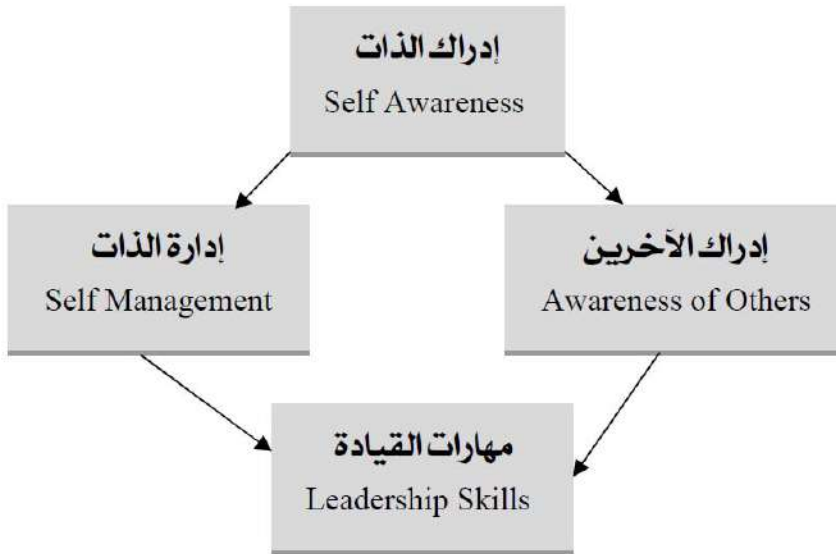 إدراك الذات
Self Awareness
إدارة الذات
Self Management
إدراك الآخرين
Awareness of Others
مهارات القيادة
Leadership Skills